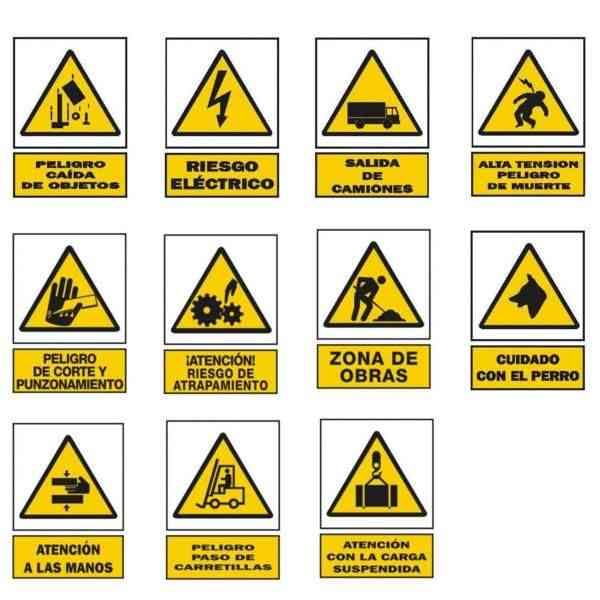 PELIGRO
CAÍDA
DE OBJETOS
RIESGO
ELÉCTRICO
SALIDA
DE
CAMIONES
ALTA TENSION
PELIGRO
DE MUERTE
PELIGRO
DE CORTE Y
PUNZONAMIENTO
¡ATENCIÓN!
RIESGO DE
ATRAPAMIENTO
ZONA DE
OBRAS
CUIDADO
CON EL PERRO
ATENCIÓN
A LAS MANOS
PELIGRO
PASO DE
CARRETILLAS
ATENCIÓN
CON LA CARGA
SUSPENDIDA